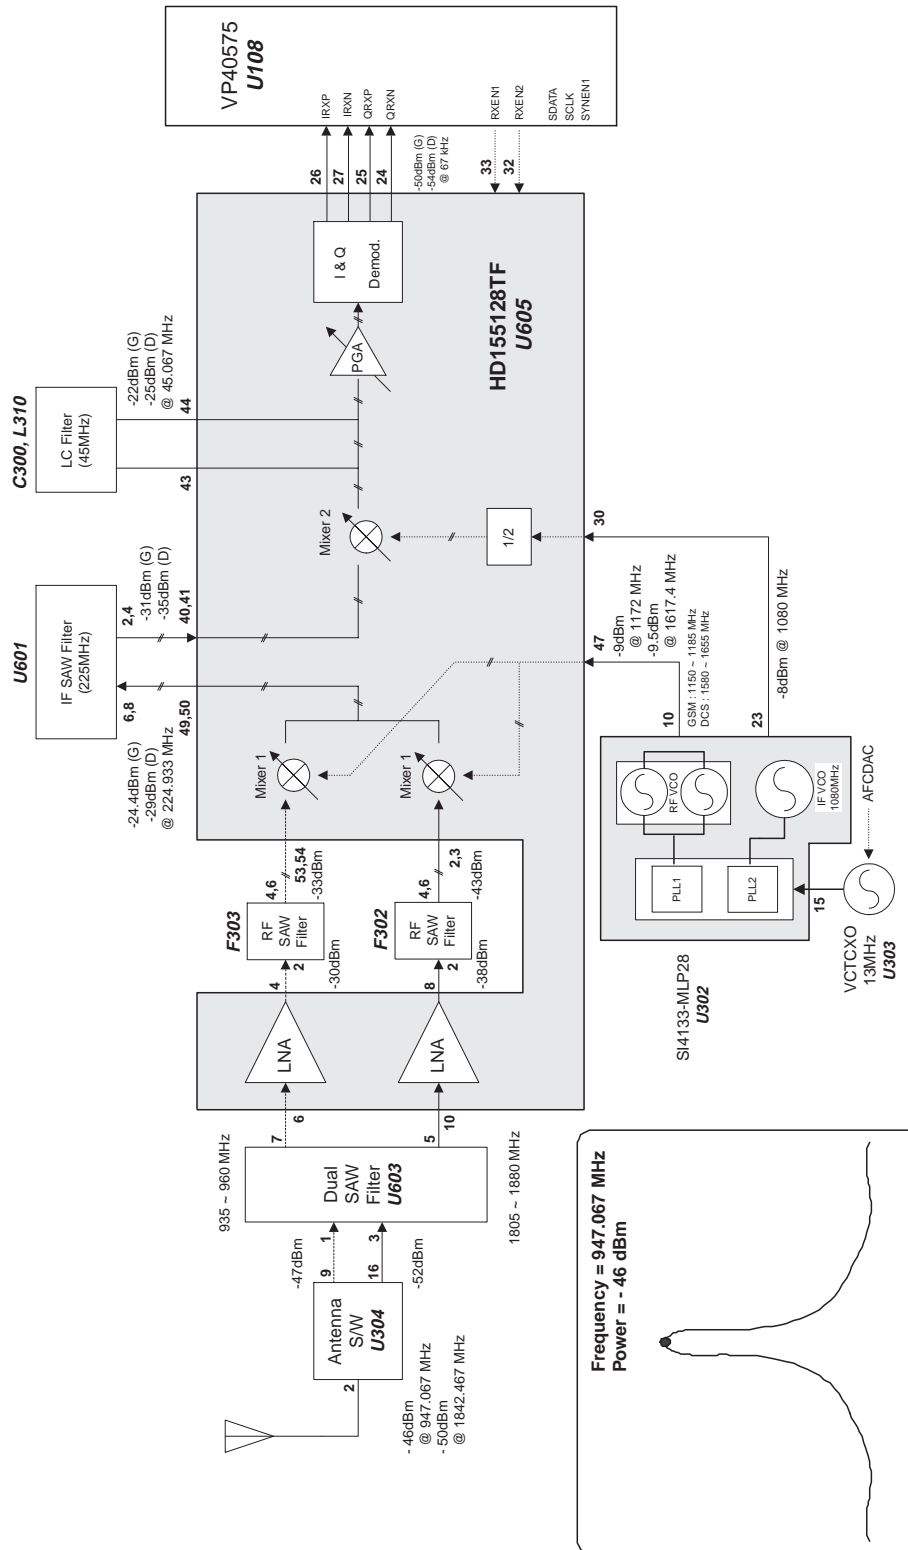 Antenna
S/W
U304
2
- 46dBm
@ 947.067 MHz
- 50dBm
@ 1842.467 MHz
9
16
-47dBm
-52dBm
1
3
Dual
SAW
Filter
U603
935 ~ 960 MHz
1805 ~ 1880 MHz
7
5
6
10
LNA
LNA
4
8
-30dBm
-38dBm
2
2
F303
RF
SAW
Filter
F302
RF
SAW
Filter
4,6
53,54
-33dBm
4,6
2,3
-43dBm
Mixer 1
Mixer 1
-24.4dBm (G)
-29dBm (D)
@ 224.933 MHz
6,8
49,50
U601
IF SAW Filter
(225MHz)
2,4
-31dBm (G)
-35dBm (D)
40,41
Mixer 2
1/2
C300, L310
LC Filter
(45MHz)
43
44
-22dBm (G)
-25dBm (D)
@ 45.067 MHz
PGA
I & Q
Demod.
HD155128TF
U605
26
27
25
24
-50dBm (G)
-54dBm (D)
@ 67 kHz
33
32
VP40575
U108
IRXP
IRXN
QRXP
QRXN
RXEN1
RXEN2
SDATA
SCLK
SYNEN1
47
-9dBm
@ 1172 MHz
-9.5dBm
@ 1617.4 MHz
30
10
GSM : 1150 ~ 1185 MHz
DCS : 1580 ~ 1655 MHz
23
-8dBm @ 1080 MHz
RF VCO
IF VCO
1080MHz
PLL1
PLL2
SI4133-MLP28
U302
15
AFCDAC
VCTCXO
13MHz
U303
Frequency = 947.067 MHz
Power = - 46 dBm